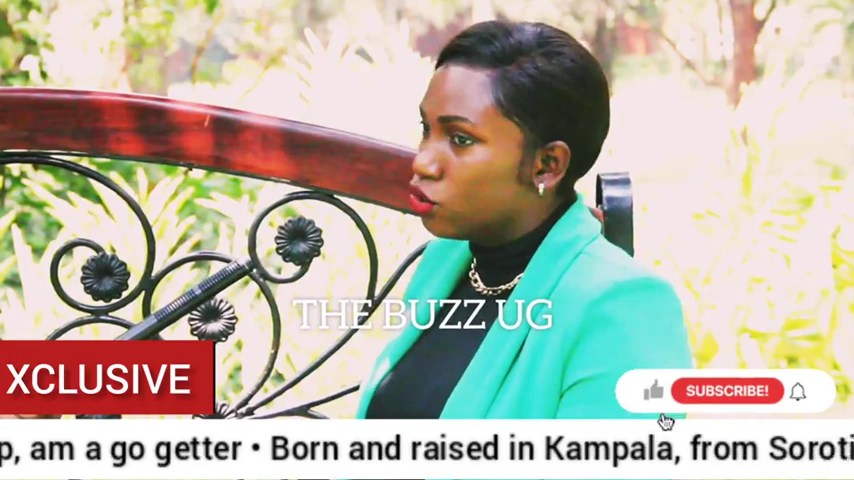 THE BUZZ UG
XCLUSIVE
SUBSCRIBE!
p, am a go getter • Born and raised in Kampala, from Soroti